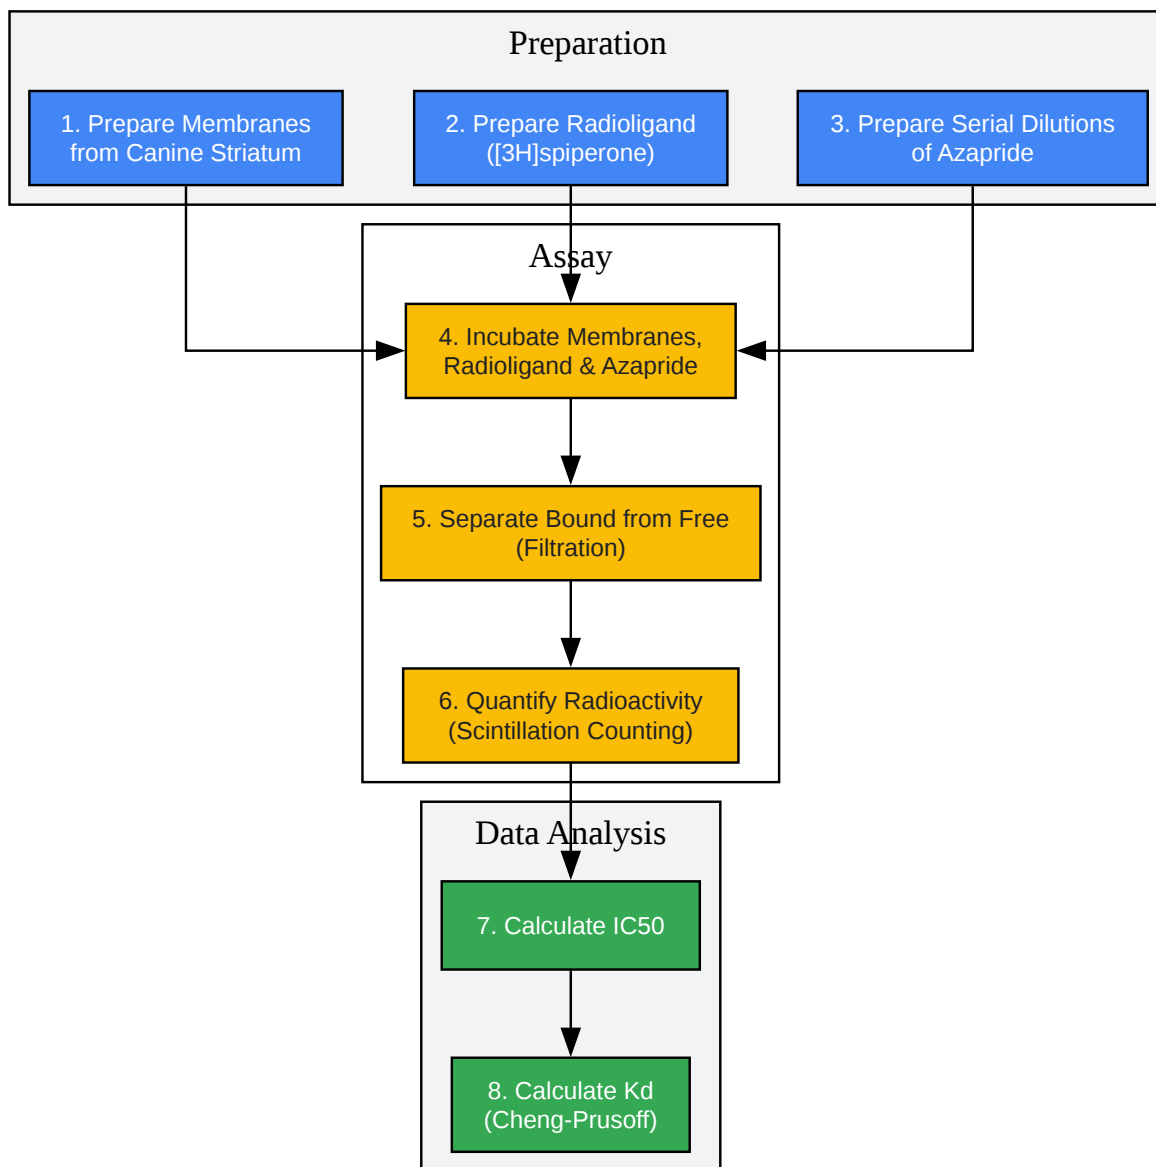 Preparation
1. Prepare Membranes
from Canine Striatum
2. Prepare Radioligand
([3H]spiperone)
3. Prepare Serial Dilutions
of Azapride
Assay
4. Incubate Membranes,
Radioligand & Azapride
5. Separate Bound from Free
(Filtration)
6. Quantify Radioactivity
(Scintillation Counting)
Data Analysis
7. Calculate IC50
8. Calculate Kd
(Cheng-Prusoff)